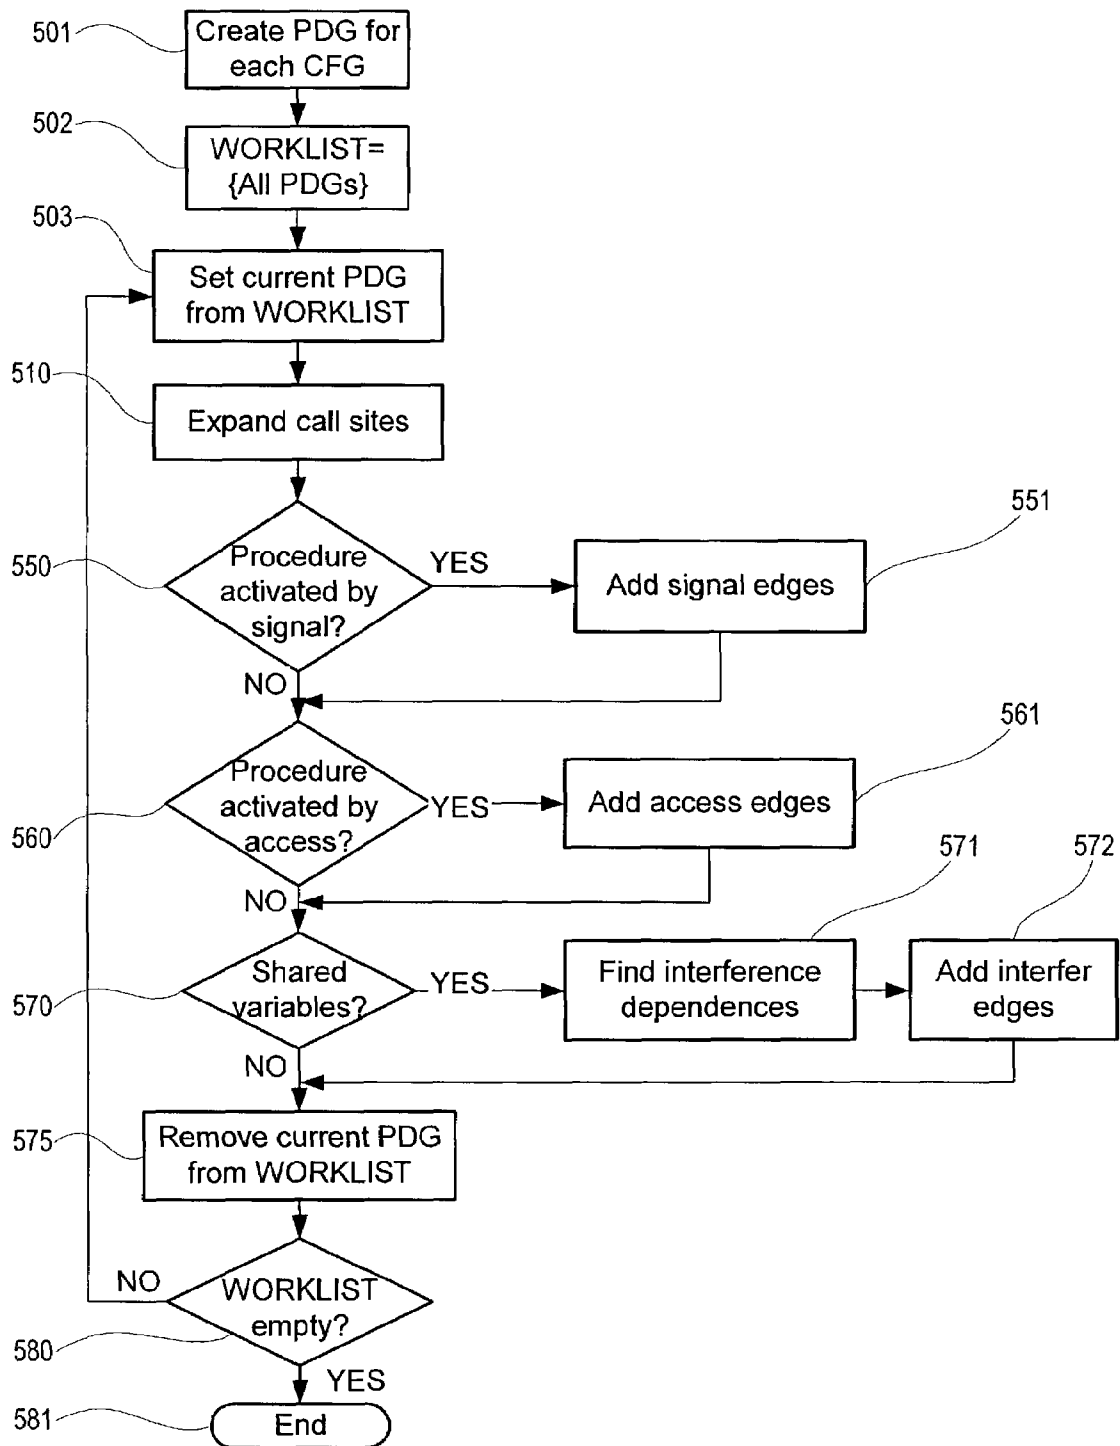 501
Create PDG for
each CFG
502
WORKLIST=
{All PDGs}
503
Set current PDG
from WORKLIST
510
Expand call sites
550
Procedure
activated by
signal?
YES
Add signal edges
551
NO
560
Procedure
activated by
access?
YES
Add access edges
561
NO
570
Shared
variables?
YES
Find interference
dependences
571
Add interfer
edges
572
NO
575
Remove current PDG
from WORKLIST
580
WORKLIST
empty?
NO
YES
581
End